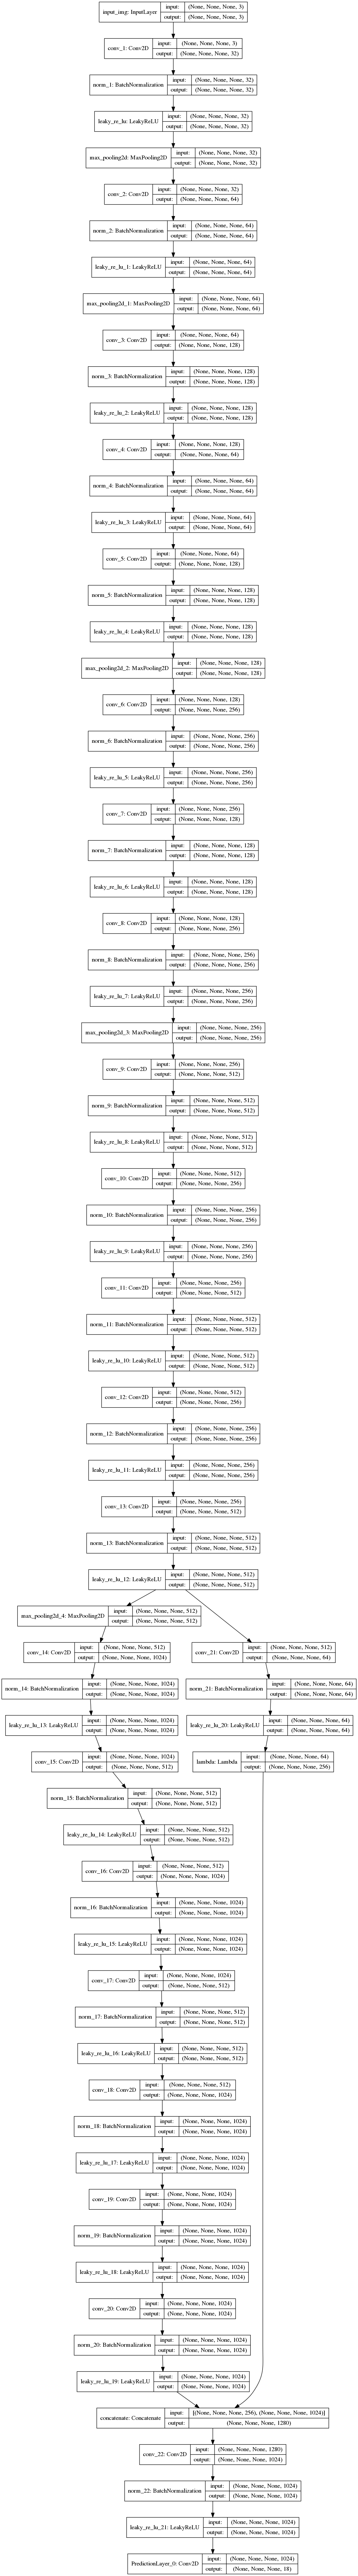 input_img: InputLayer
input: (None, None, None, 3)
output: (None, None, None, 3)
conv_1: Conv2D
input: (None, None, None, 3)
output: (None, None, None, 32)
norm_1: BatchNormalization
input: (None, None, None, 32)
output: (None, None, None, 32)
leaky_re_lu: LeakyReLU
input: (None, None, None, 32)
output: (None, None, None, 32)
max_pooling2d: MaxPooling2D
input: (None, None, None, 32)
output: (None, None, None, 32)
conv_2: Conv2D
input: (None, None, None, 32)
output: (None, None, None, 64)
norm_2: BatchNormalization
input: (None, None, None, 64)
output: (None, None, None, 64)
leaky_re_lu_1: LeakyReLU
input: (None, None, None, 64)
output: (None, None, None, 64)
max_pooling2d_1: MaxPooling2D
input: (None, None, None, 64)
output: (None, None, None, 64)
conv_3: Conv2D
input: (None, None, None, 64)
output: (None, None, None, 128)
norm_3: BatchNormalization
input: (None, None, None, 128)
output: (None, None, None, 128)
leaky_re_lu_2: LeakyReLU
input: (None, None, None, 128)
output: (None, None, None, 128)
conv_4: Conv2D
input: (None, None, None, 128)
output: (None, None, None, 64)
norm_4: BatchNormalization
input: (None, None, None, 64)
output: (None, None, None, 64)
leaky_re_lu_3: LeakyReLU
input: (None, None, None, 64)
output: (None, None, None, 64)
conv_5: Conv2D
input: (None, None, None, 64)
output: (None, None, None, 128)
norm_5: BatchNormalization
input: (None, None, None, 128)
output: (None, None, None, 128)
leaky_re_lu_4: LeakyReLU
input: (None, None, None, 128)
output: (None, None, None, 128)
max_pooling2d_2: MaxPooling2D
input: (None, None, None, 128)
output: (None, None, None, 128)
conv_6: Conv2D
input: (None, None, None, 128)
output: (None, None, None, 256)
norm_6: BatchNormalization
input: (None, None, None, 256)
output: (None, None, None, 256)
leaky_re_lu_5: LeakyReLU
input: (None, None, None, 256)
output: (None, None, None, 256)
conv_7: Conv2D
input: (None, None, None, 256)
output: (None, None, None, 128)
norm_7: BatchNormalization
input: (None, None, None, 128)
output: (None, None, None, 128)
leaky_re_lu_6: LeakyReLU
input: (None, None, None, 128)
output: (None, None, None, 128)
conv_8: Conv2D
input: (None, None, None, 128)
output: (None, None, None, 256)
norm_8: BatchNormalization
input: (None, None, None, 256)
output: (None, None, None, 256)
leaky_re_lu_7: LeakyReLU
input: (None, None, None, 256)
output: (None, None, None, 256)
max_pooling2d_3: MaxPooling2D
input: (None, None, None, 256)
output: (None, None, None, 256)
conv_9: Conv2D
input: (None, None, None, 256)
output: (None, None, None, 512)
norm_9: BatchNormalization
input: (None, None, None, 512)
output: (None, None, None, 512)
leaky_re_lu_8: LeakyReLU
input: (None, None, None, 512)
output: (None, None, None, 512)
conv_10: Conv2D
input: (None, None, None, 512)
output: (None, None, None, 256)
norm_10: BatchNormalization
input: (None, None, None, 256)
output: (None, None, None, 256)
leaky_re_lu_9: LeakyReLU
input: (None, None, None, 256)
output: (None, None, None, 256)
conv_11: Conv2D
input: (None, None, None, 256)
output: (None, None, None, 512)
norm_11: BatchNormalization
input: (None, None, None, 512)
output: (None, None, None, 512)
leaky_re_lu_10: LeakyReLU
input: (None, None, None, 512)
output: (None, None, None, 512)
conv_12: Conv2D
input: (None, None, None, 512)
output: (None, None, None, 256)
norm_12: BatchNormalization
input: (None, None, None, 256)
output: (None, None, None, 256)
leaky_re_lu_11: LeakyReLU
input: (None, None, None, 256)
output: (None, None, None, 256)
conv_13: Conv2D
input: (None, None, None, 256)
output: (None, None, None, 512)
norm_13: BatchNormalization
input: (None, None, None, 512)
output: (None, None, None, 512)
leaky_re_lu_12: LeakyReLU
input: (None, None, None, 512)
output: (None, None, None, 512)
max_pooling2d_4: MaxPooling2D
input: (None, None, None, 512)
output: (None, None, None, 512)
conv_14: Conv2D
input: (None, None, None, 512)
output: (None, None, None, 1024)
conv_21: Conv2D
input: (None, None, None, 512)
output: (None, None, None, 64)
norm_14: BatchNormalization
input: (None, None, None, 1024)
output: (None, None, None, 1024)
norm_21: BatchNormalization
input: (None, None, None, 64)
output: (None, None, None, 64)
leaky_re_lu_13: LeakyReLU
input: (None, None, None, 1024)
output: (None, None, None, 1024)
leaky_re_lu_20: LeakyReLU
input: (None, None, None, 64)
output: (None, None, None, 64)
conv_15: Conv2D
input: (None, None, None, 1024)
output: (None, None, None, 512)
lambda: Lambda
input: (None, None, None, 64)
output: (None, None, None, 256)
norm_15: BatchNormalization
input: (None, None, None, 512)
output: (None, None, None, 512)
leaky_re_lu_14: LeakyReLU
input: (None, None, None, 512)
output: (None, None, None, 512)
conv_16: Conv2D
input: (None, None, None, 512)
output: (None, None, None, 1024)
norm_16: BatchNormalization
input: (None, None, None, 1024)
output: (None, None, None, 1024)
leaky_re_lu_15: LeakyReLU
input: (None, None, None, 1024)
output: (None, None, None, 1024)
conv_17: Conv2D
input: (None, None, None, 1024)
output: (None, None, None, 512)
norm_17: BatchNormalization
input: (None, None, None, 512)
output: (None, None, None, 512)
leaky_re_lu_16: LeakyReLU
input: (None, None, None, 512)
output: (None, None, None, 512)
conv_18: Conv2D
input: (None, None, None, 512)
output: (None, None, None, 1024)
norm_18: BatchNormalization
input: (None, None, None, 1024)
output: (None, None, None, 1024)
leaky_re_lu_17: LeakyReLU
input: (None, None, None, 1024)
output: (None, None, None, 1024)
conv_19: Conv2D
input: (None, None, None, 1024)
output: (None, None, None, 1024)
norm_19: BatchNormalization
input: (None, None, None, 1024)
output: (None, None, None, 1024)
leaky_re_lu_18: LeakyReLU
input: (None, None, None, 1024)
output: (None, None, None, 1024)
conv_20: Conv2D
input: (None, None, None, 1024)
output: (None, None, None, 1024)
norm_20: BatchNormalization
input: (None, None, None, 1024)
output: (None, None, None, 1024)
leaky_re_lu_19: LeakyReLU
input: (None, None, None, 1024)
output: (None, None, None, 1024)
concatenate: Concatenate
input: [(None, None, None, 256), (None, None, None, 1024)]
output: (None, None, None, 1280)
conv_22: Conv2D
input: (None, None, None, 1280)
output: (None, None, None, 1024)
norm_22: BatchNormalization
input: (None, None, None, 1024)
output: (None, None, None, 1024)
leaky_re_lu_21: LeakyReLU
input: (None, None, None, 1024)
output: (None, None, None, 1024)
PredictionLayer_0: Conv2D
input: (None, None, None, 1024)
output: (None, None, None, 18)